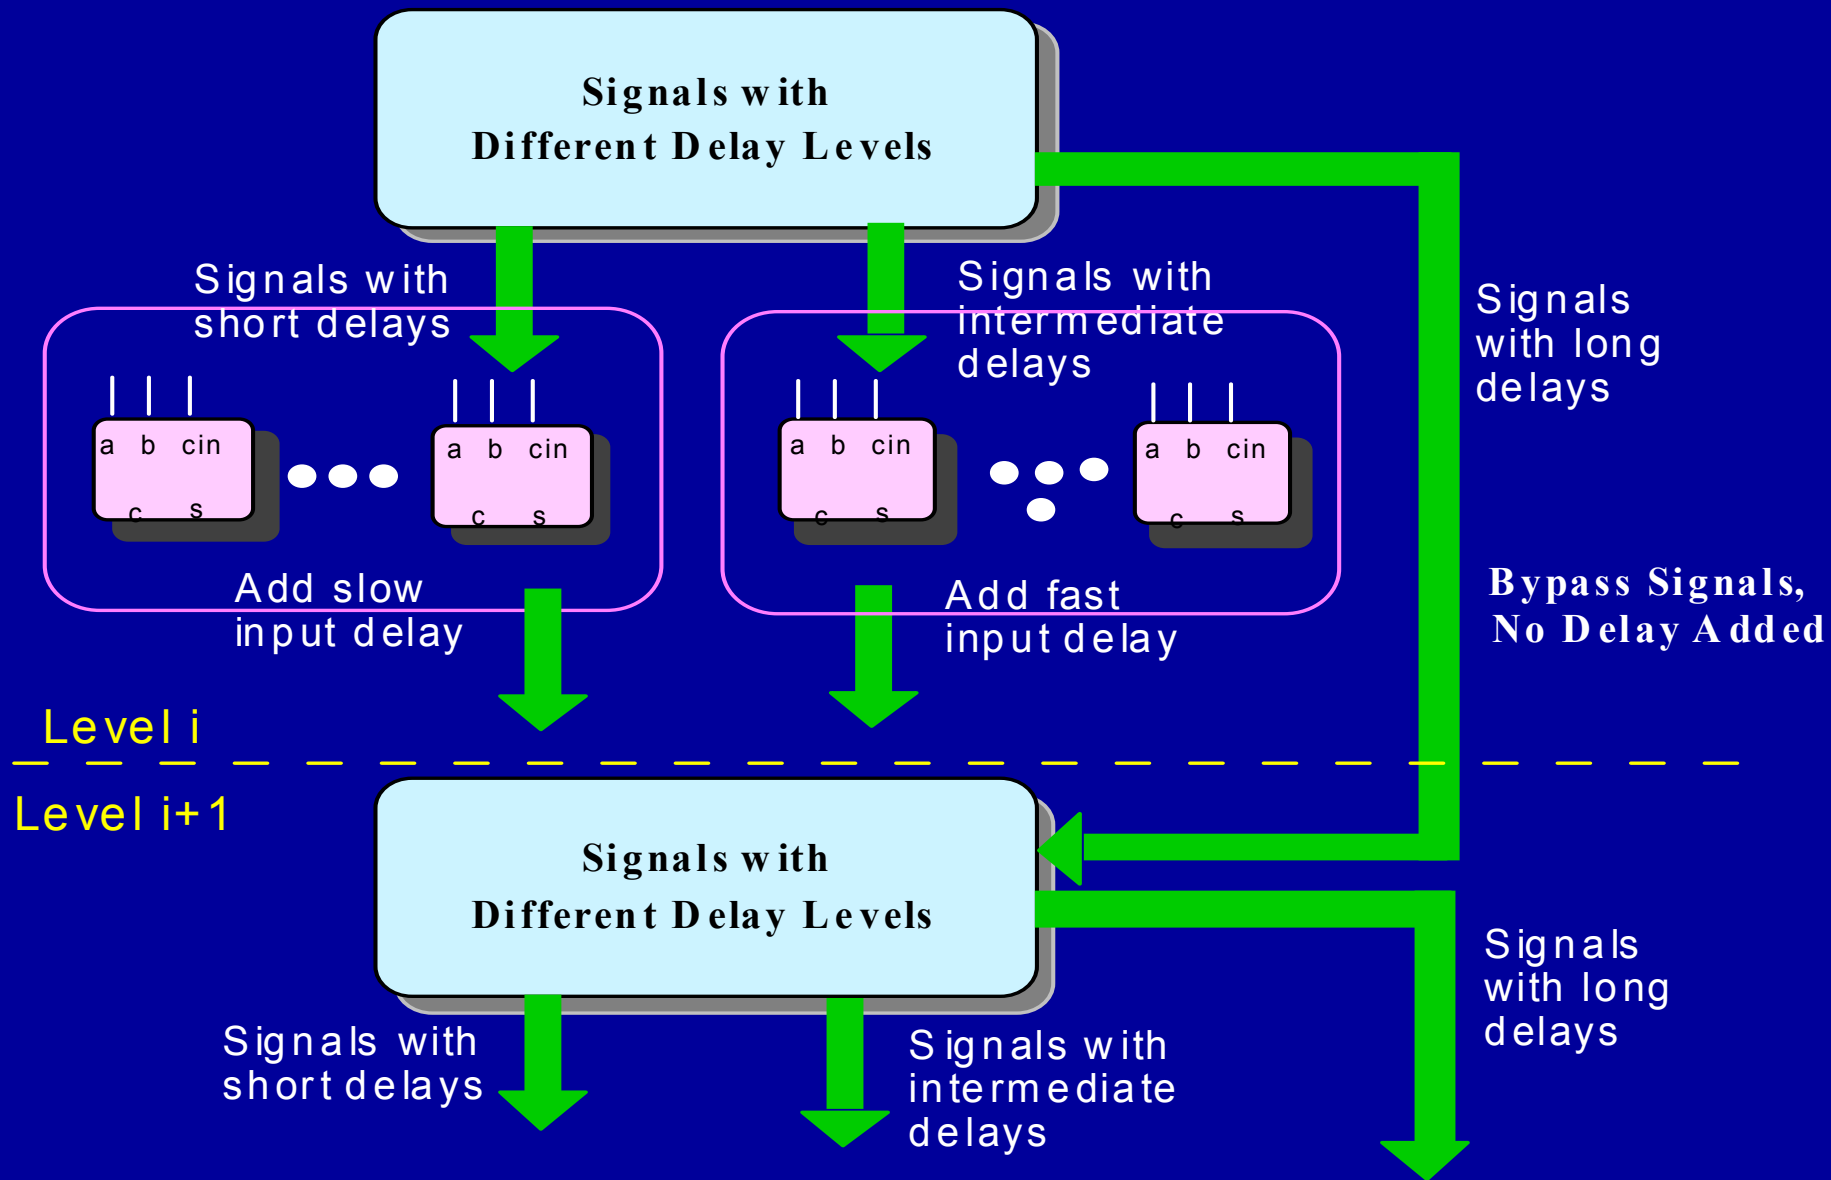 Signals with
Different Delay Levels
Signals with
short delays
Signals with
intermediate
delays
Signals
with long
delays
a b cin
c s
a b cin
c s
a b cin
c s
a b cin
c s
Add slow
input delay
Add fast
input delay
Bypass Signals,
No Delay Added
Level i
Level i+1
Signals with
Different Delay Levels
Signals with
short delays
Signals with
intermediate
delays
Signals
with long
delays